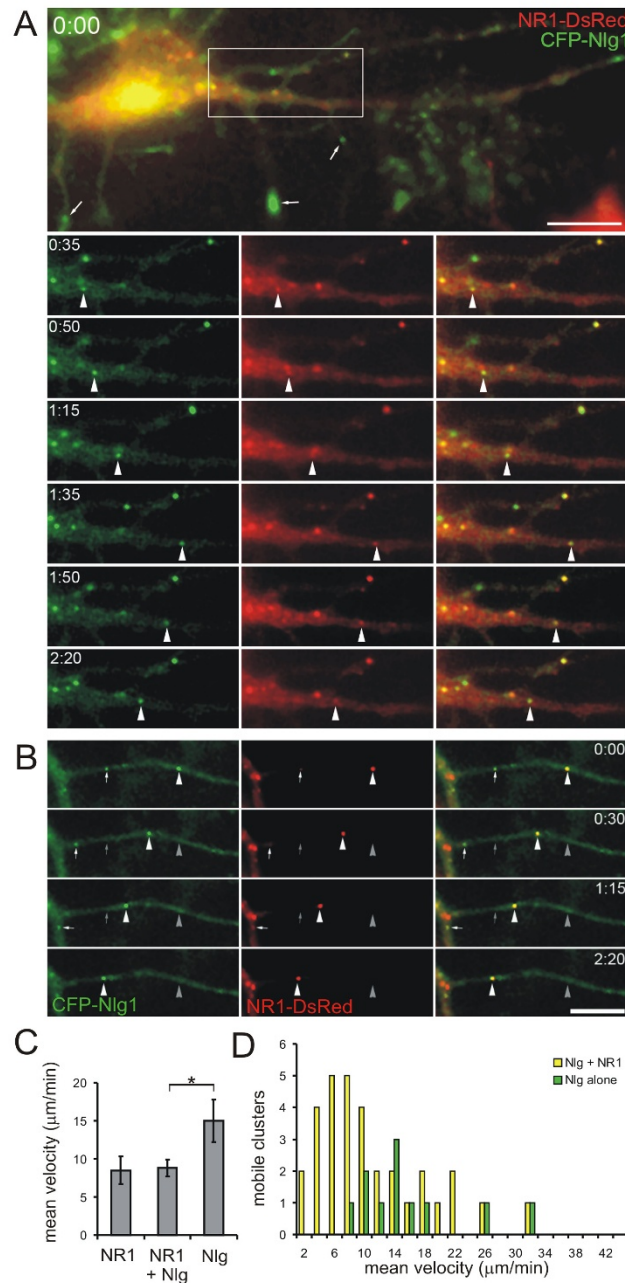 A
0:00
NR1-DsRed
CFP-Nlg1
0:35
0:50
1:15
1:35
1:50
2:20
B
0:00
0:30
1:15
2:20
CFP-Nlg1
NR1-DsRed
C
mean velocity (μm/min)
20
15
10
5
0
*
NR1
NR1
+ Nlg
Nlg
D
mobile clusters
6
5
4
3
2
1
0
Nlg + NR1
Nlg alone
2 6 10 14 18 22 26 32 38 42
mean velocity (μm/min)